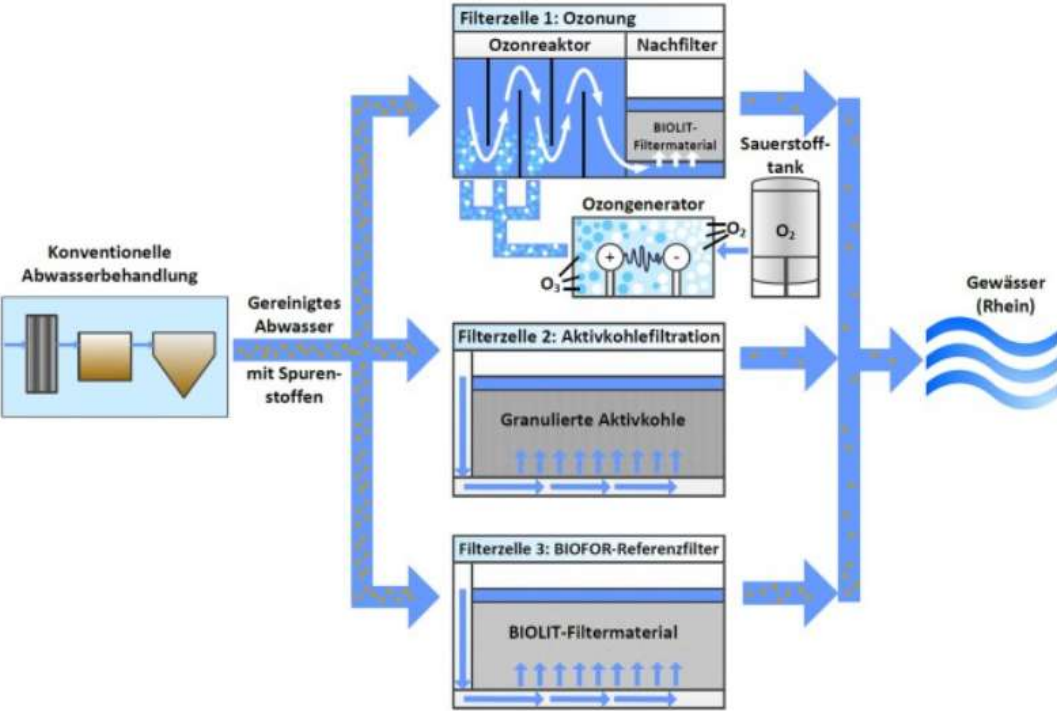 Filterzelle 1: Ozonung
Ozonreaktor
Nachfilter
BIOLIT-
Filtermaterial
Sauerstoff-
tank
Ozongenerator
O₂
O₂
+
-
O₃
Konventionelle
Abwasserbehandlung
Gereinigtes
Abwasser
mit Spuren-
stoffen
Filterzelle 2: Aktivkohlefiltration
Granulierte Aktivkohle
Gewässer
(Rhein)
Filterzelle 3: BIOFOR-Referenzfilter
BIOLIT-Filtermaterial